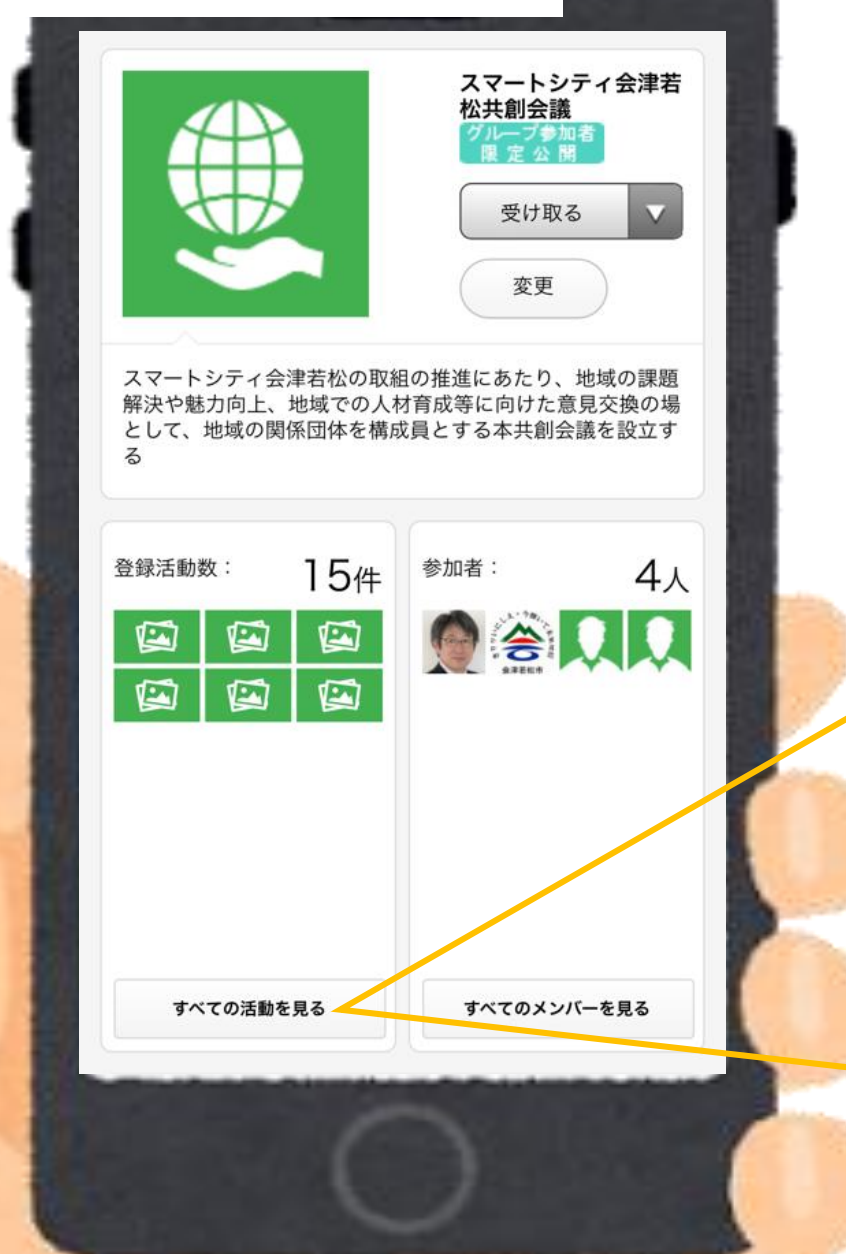 スマートシティ会津若
松共創会議
グループ参加者
限定公開
受け取る
変更
スマートシティ会津若松の取組の推進にあたり、地域の課題
解決や魅力向上、地域での人材育成等に向けた意見交換の場
として、地域の関係団体を構成員とする本共創会議を設立す
る
登録活動数：
15件
参加者：
4人
会津若松市
すべての活動を見る
すべてのメンバーを見る